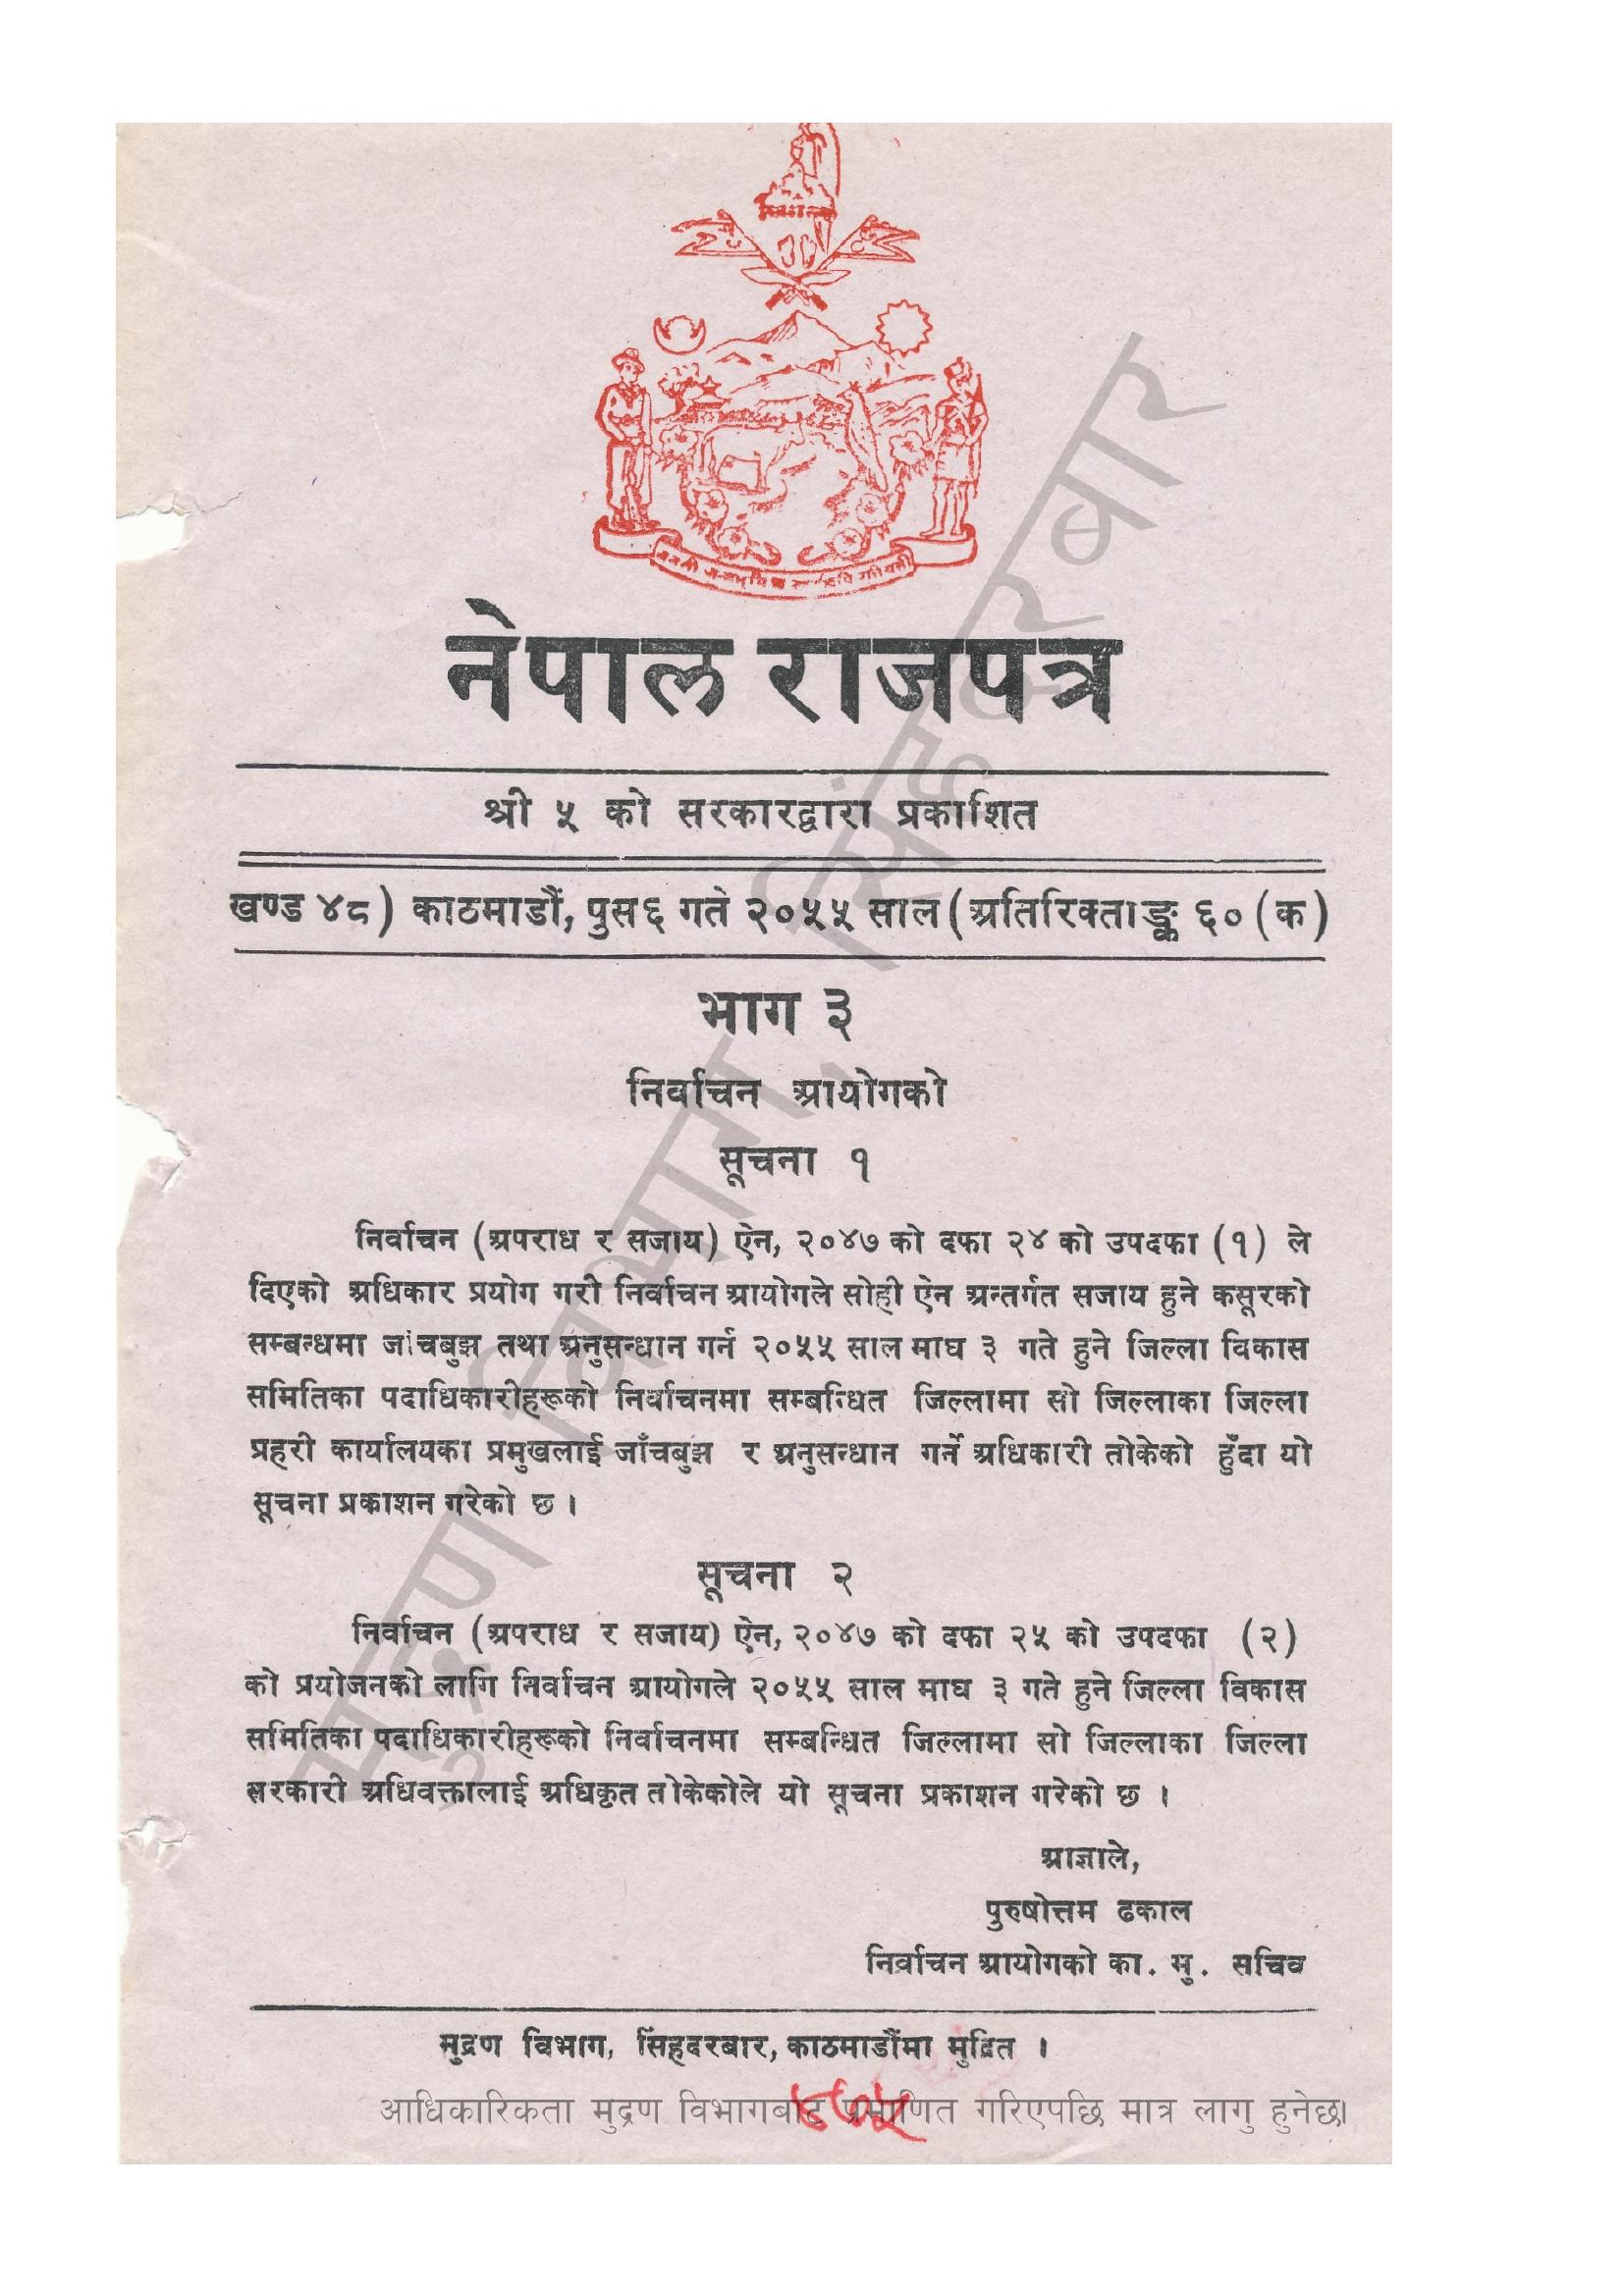 नेपाल राजपत्र
श्री ५ को सरकारद्वारा प्रकाशित
खण्ड ४८) काठमाडौं, पुस ६ गते २०५५ साल (अतिरिक्ताङ्क ६० (क)
भाग ३
निर्वाचन आयोगको
सूचना १
निर्वाचन (अपराध र सजाय) ऐन, २०४७ को दफा २४ को उपदफा (१) ले
दिएको अधिकार प्रयोग गरी निर्वाचन आयोगले सोही ऐन अन्तर्गत सजाय हुने कसूरको
सम्बन्धमा जांचबुझ तथा अनुसन्धान गर्न २०५५ साल माघ ३ गते हुने जिल्ला विकास
समितिका पदाधिकारीहरूको निर्वाचनमा सम्बन्धित जिल्लामा सो जिल्लाका जिल्ला
प्रहरी कार्यालयका प्रमुखलाई जाँचबुझ र अनुसन्धान गर्ने अधिकारी तोकेको हुँदा यो
सूचना प्रकाशन गरेको छ ।
सूचना २
निर्वाचन (अपराध र सजाय) ऐन, २०४७ को दफा २५ को उपदफा (२)
को प्रयोजनको लागि निर्वाचन आयोगले २०५५ साल माघ ३ गते हुने जिल्ला विकास
समितिका पदाधिकारीहरूको निर्वाचनमा सम्बन्धित जिल्लामा सो जिल्लाका जिल्ला
सरकारी अधिवक्तालाई अधिकृत तोकेकोले यो सूचना प्रकाशन गरेको छ ।
आज्ञाले,
पुरुषोत्तम ढकाल
निर्वाचन आयोगको का. मु. सचिव
मुद्रण विभाग, सिंहदरबार, काठमाडौंमा मुद्रित ।
आधिकारिकता मुद्रण विभागबाट प्रमाणित गरिएपछि मात्र लागु हुनेछ।
मुद्रण विभाग, सिंहदरबार